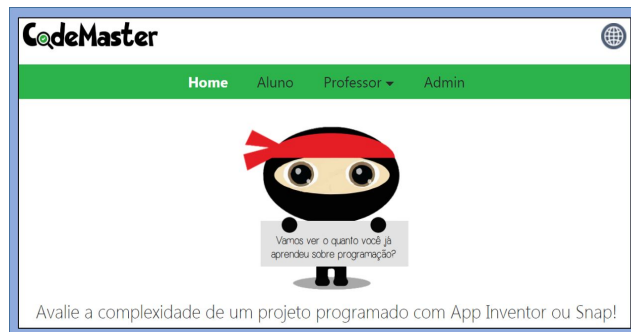 CodeMaster
Home Aluno Professor Admin
Vamos ver o quanto você já
aprendeu sobre programação?
Avalie a complexidade de um projeto programado com App Inventor ou Snap!